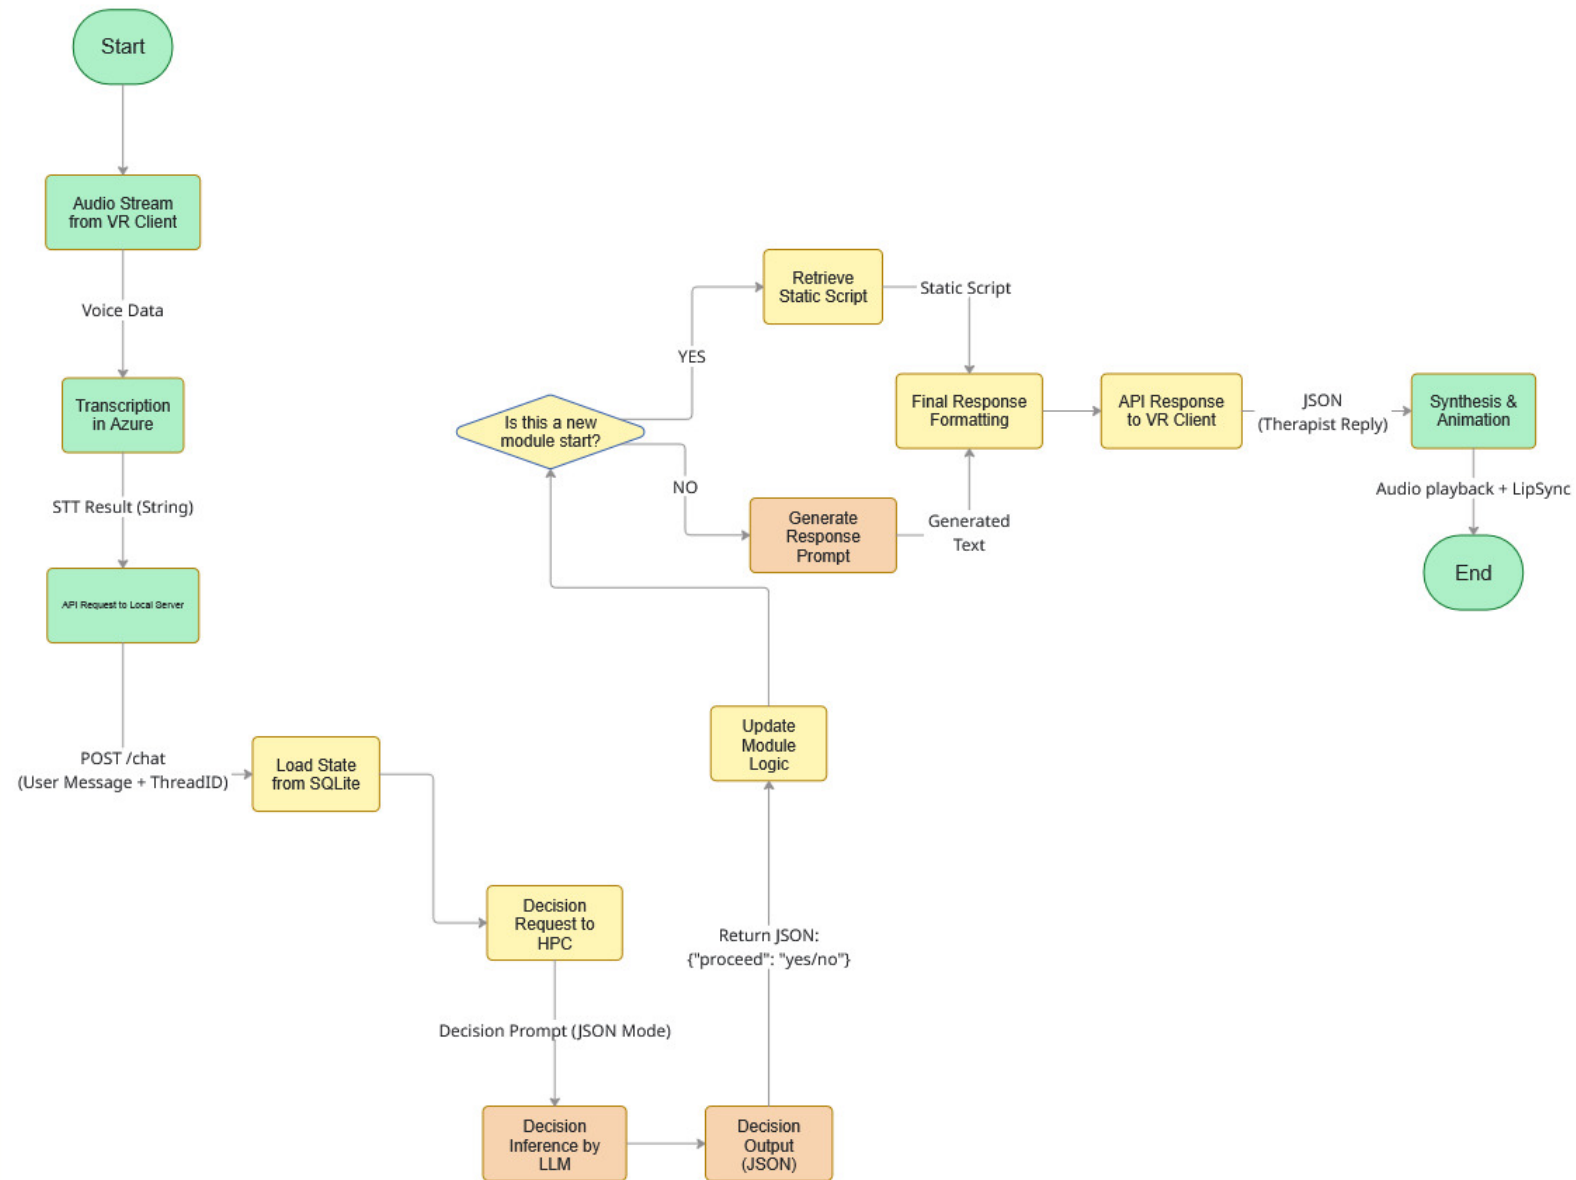 Start
Audio Stream
from VR Client
Voice Data
Transcription
in Azure
STT Result (String)
API Request to Local Server
POST /chat
(User Message + ThreadID)
Load State
from SQLite
Decision
Request to
HPC
Decision Prompt (JSON Mode)
Decision
Inference by
LLM
Decision
Output
(JSON)
Return JSON:
{"proceed": "yes/no"}
Update
Module
Logic
Is this a new
module start?
YES
Retrieve
Static Script
Static Script
NO
Generate
Response
Prompt
Generated
Text
Final Response
Formatting
API Response
to VR Client
JSON
(Therapist Reply)
Synthesis &
Animation
Audio playback + LipSync
End